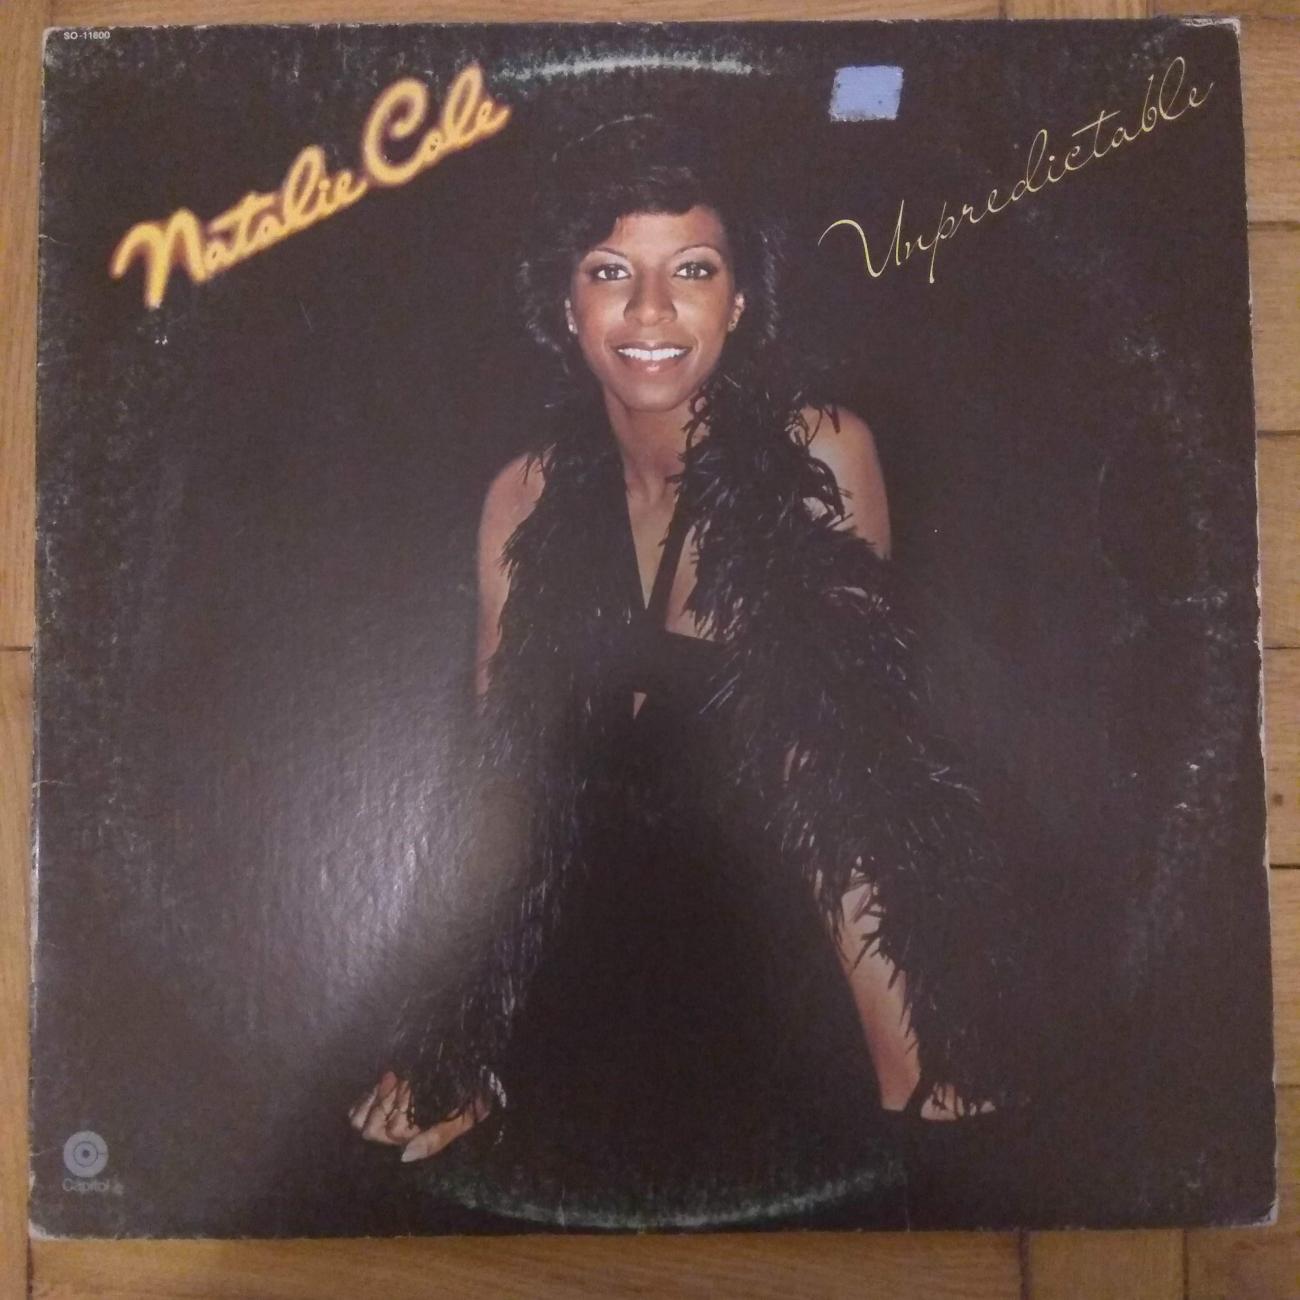 SO-11600
Natalie Cole
Unpredictable
Capitol